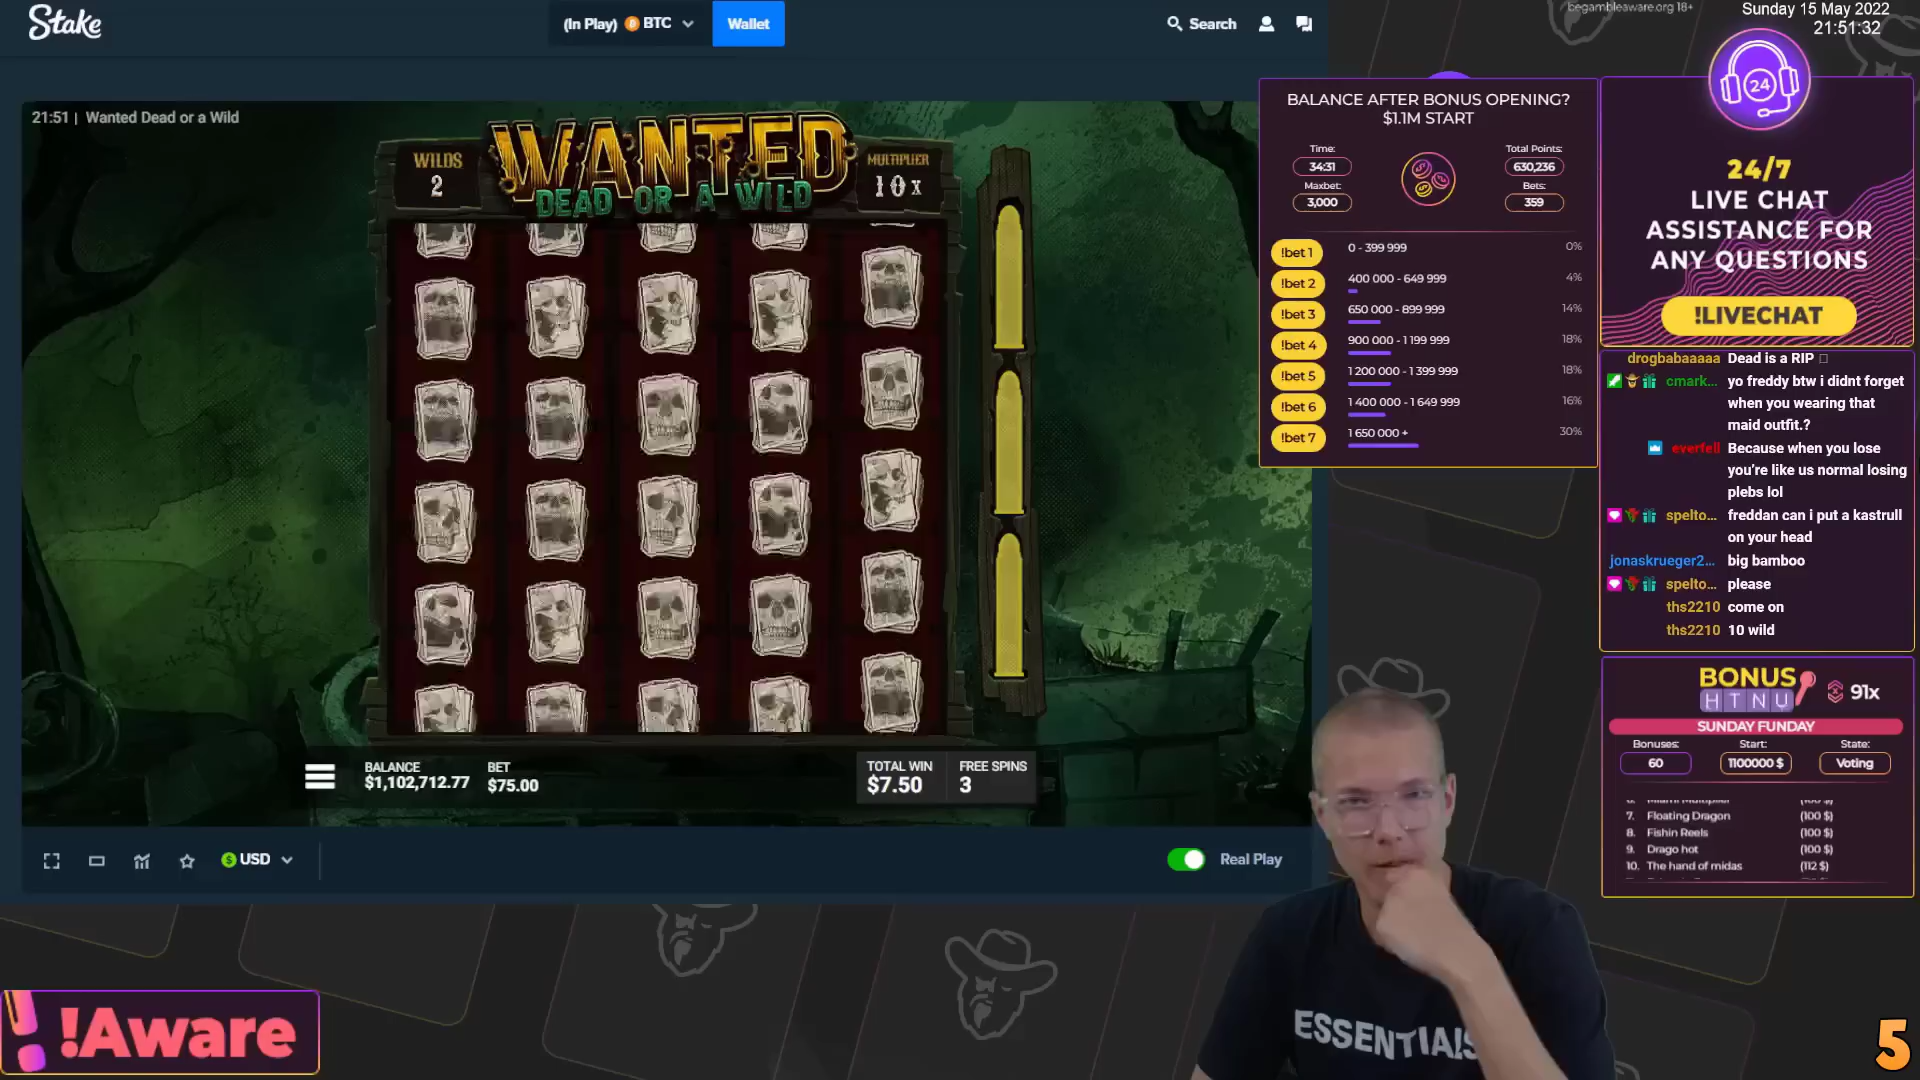 Stake
(In Play) BTC
Wallet
Search
begambleaware.org 18+
Sunday 15 May 2022
21:51:32
21:51 | Wanted Dead or a Wild
WILDS
2
WANTED
DEAD OR A WILD
MULTIPLIER
10x
BALANCE
$1,102,712.77
BET
$75.00
TOTAL WIN
$7.50
FREE SPINS
3
USD
Real Play
BALANCE AFTER BONUS OPENING?
$1.1M START
Time:
34:31
Maxbet:
3,000
Total Points:
630,236
Bets:
359
!bet 1 0 - 399 999 0%
!bet 2 400 000 - 649 999 4%
!bet 3 650 000 - 899 999 14%
!bet 4 900 000 - 1 199 999 18%
!bet 5 1 200 000 - 1 399 999 18%
!bet 6 1 400 000 - 1 649 999 16%
!bet 7 1 650 000 + 30%
24
24/7
LIVE CHAT
ASSISTANCE FOR
ANY QUESTIONS
!LIVECHAT
drogbabaaaaa Dead is a RIP
cmark... yo freddy btw i didnt forget
when you wearing that
maid outfit.?
everfell Because when you lose
you're like us normal losing
plebs lol
spelto... freddan can i put a kastrull
on your head
jonaskrueger2... big bamboo
spelto... please
ths2210 come on
ths2210 10 wild
BONUS
HTNU
91x
SUNDAY FUNDAY
Bonuses:
60
Start:
1100000 $
State:
Voting
7. Floating Dragon (100 $)
8. Fishin Reels (100 $)
9. Drago hot (100 $)
10. The hand of midas (112 $)
ESSENTIALS
!Aware
5